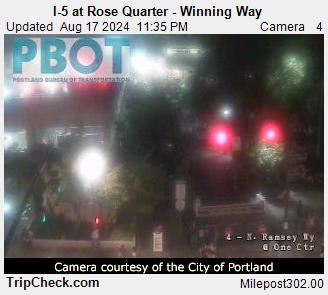 I-5 at Rose Quarter - Winning Way
Updated Aug 17 2024 11:35 PM Camera 4
PBOT
PORTLAND BUREAU OF TRANSPORTATION
4 - N. Ramsey Wy
@ One Ctr
Camera courtesy of the City of Portland
TripCheck.com Milepost302.00